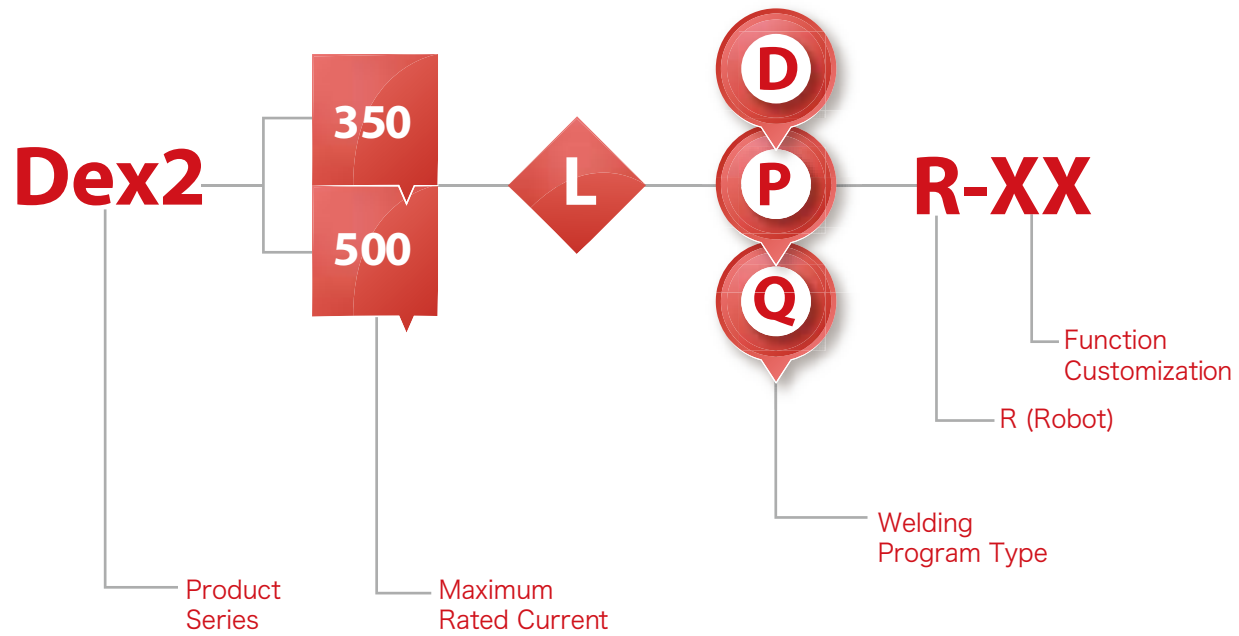 Dex2
350
500
L
D
P
Q
R-XX
Function
Customization
R (Robot)
Welding
Program Type
Product
Series
Maximum
Rated Current